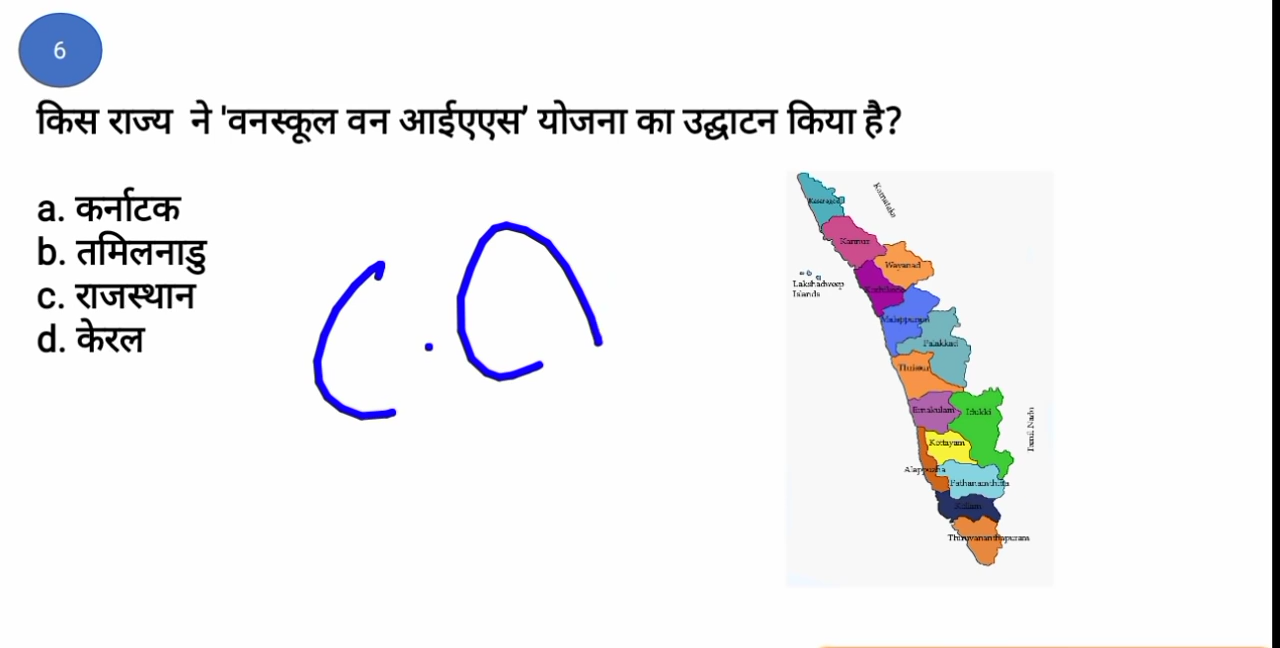 6
किस राज्य ने 'वनस्कूल वन आईएएस' योजना का उद्घाटन किया है?
a. कर्नाटक
b. तमिलनाडु
c. राजस्थान
d. केरल
Kasaragod
Karnataka
Kannur
Wayanad
Lakshadweep
Islands
Kozhikode
Malappuram
Palakkad
Thrissur
Ernakulam
Idukki
Tamil Nadu
Kottayam
Alappuzha
Pathanamthitta
Kollam
Thiruvananthapuram